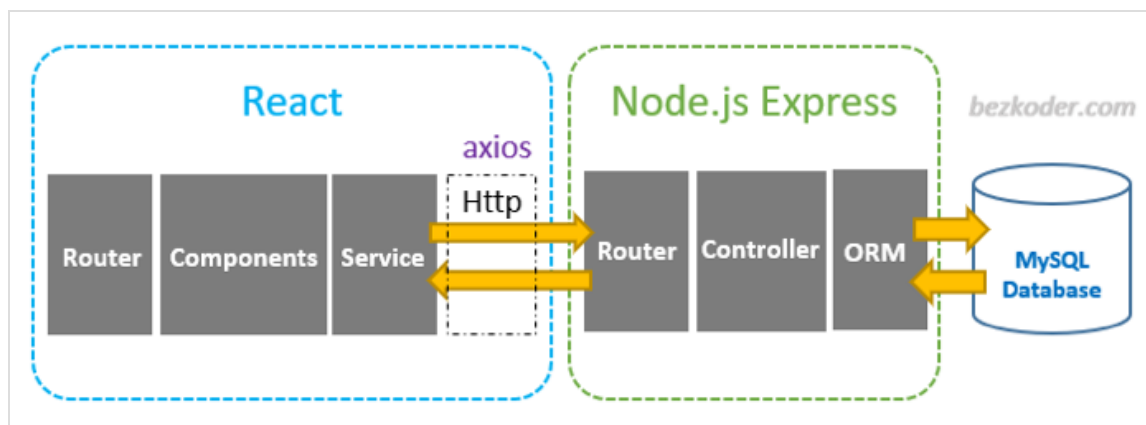 React
Node.js Express
bezkoder.com
axios
Http
Router
Components
Service
Router
Controller
ORM
MySQL
Database